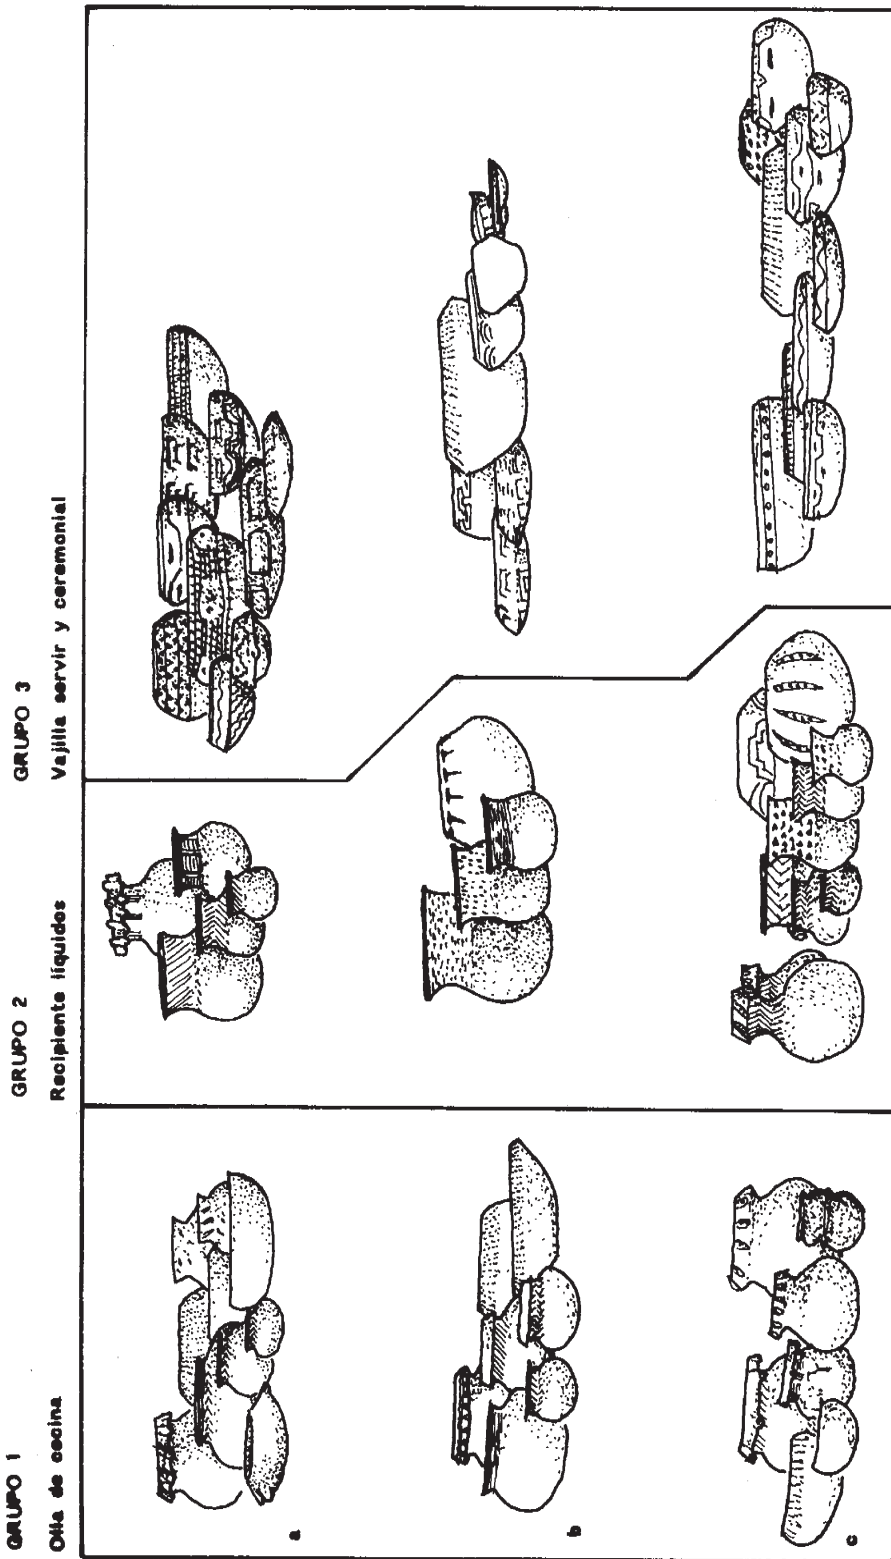 GRUPO 1
Olla de cocina
GRUPO 2
Recipiente líquidos
GRUPO 3
Vajilla servir y ceremonial
a
b
c